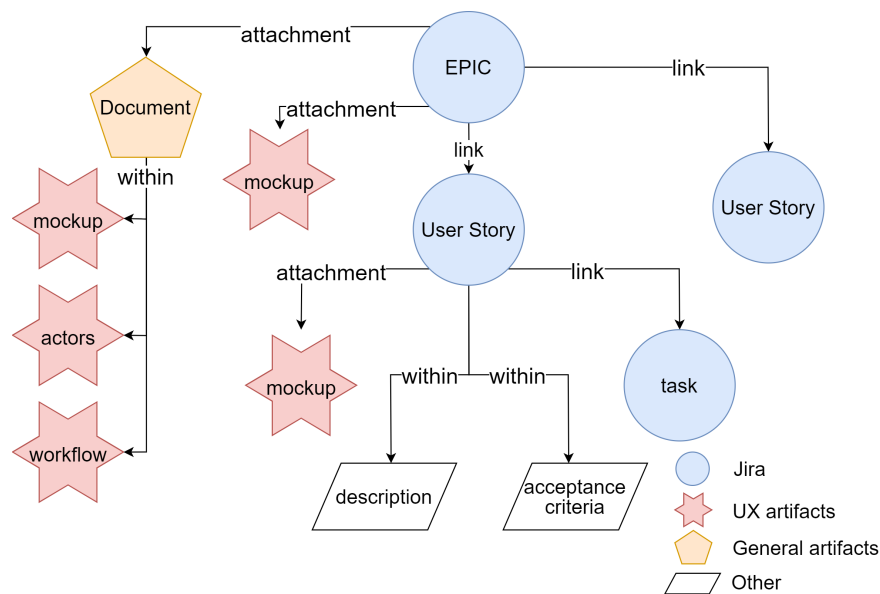 attachment
EPIC
link
Document
attachment
link
within
mockup
mockup
User Story
User Story
attachment
link
actors
mockup
within
within
task
workflow
description
acceptance
criteria
Jira
UX artifacts
General artifacts
Other